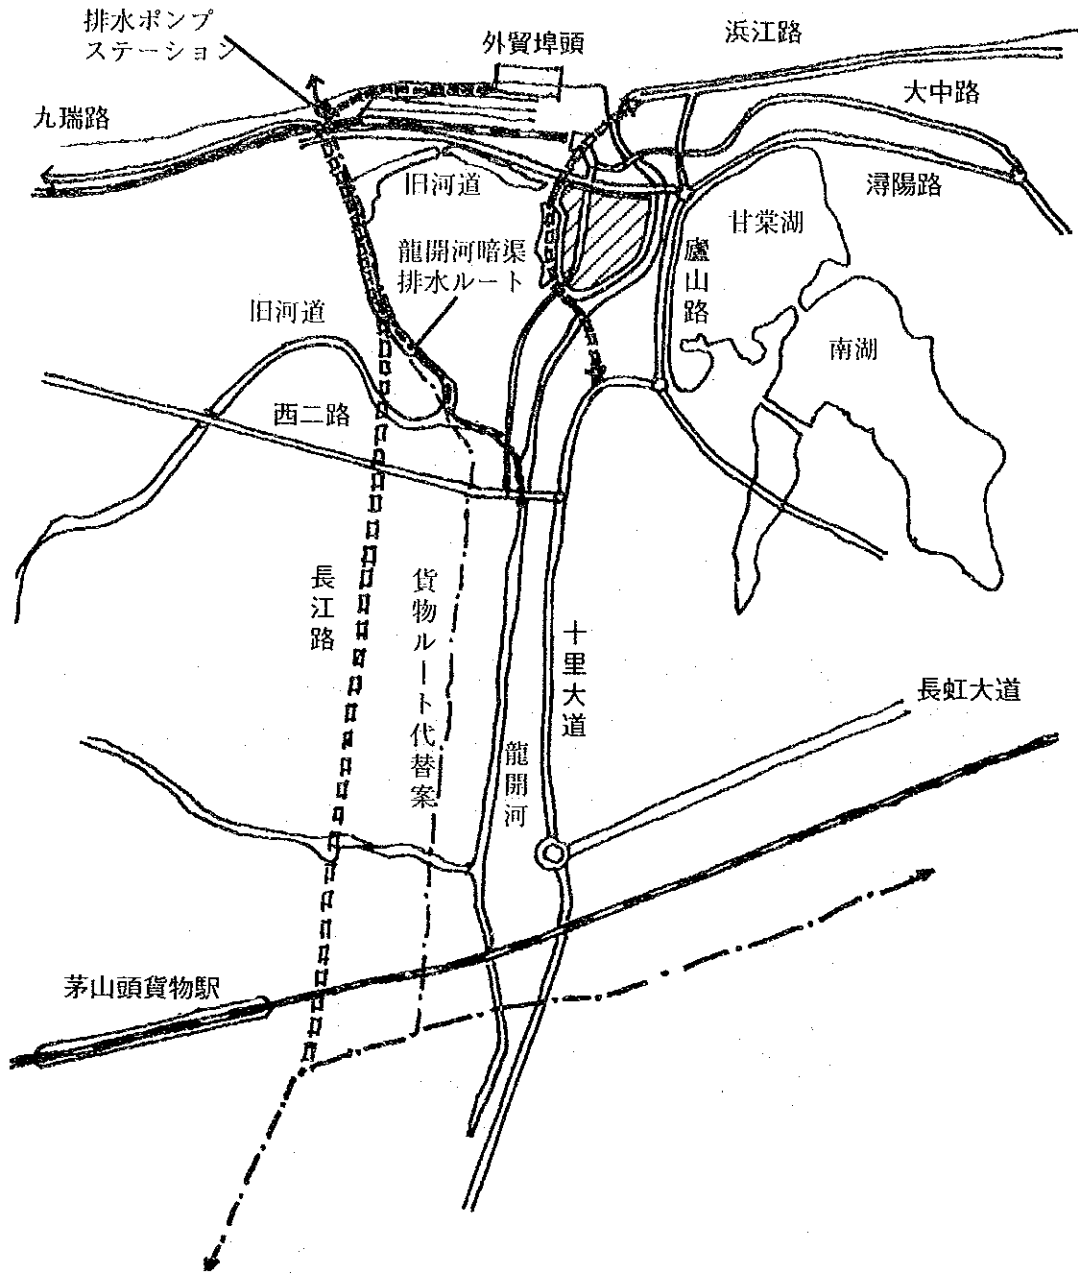 排水ポンプ
ステーション
外貿埠頭
浜江路
大中路
九瑞路
旧河道
潯陽路
甘棠湖
龍開河暗渠
排水ルート
廬山路
旧河道
南湖
西二路
長江路
貨物ルート代替案
十里大道
長虹大道
龍開河
茅山頭貨物駅